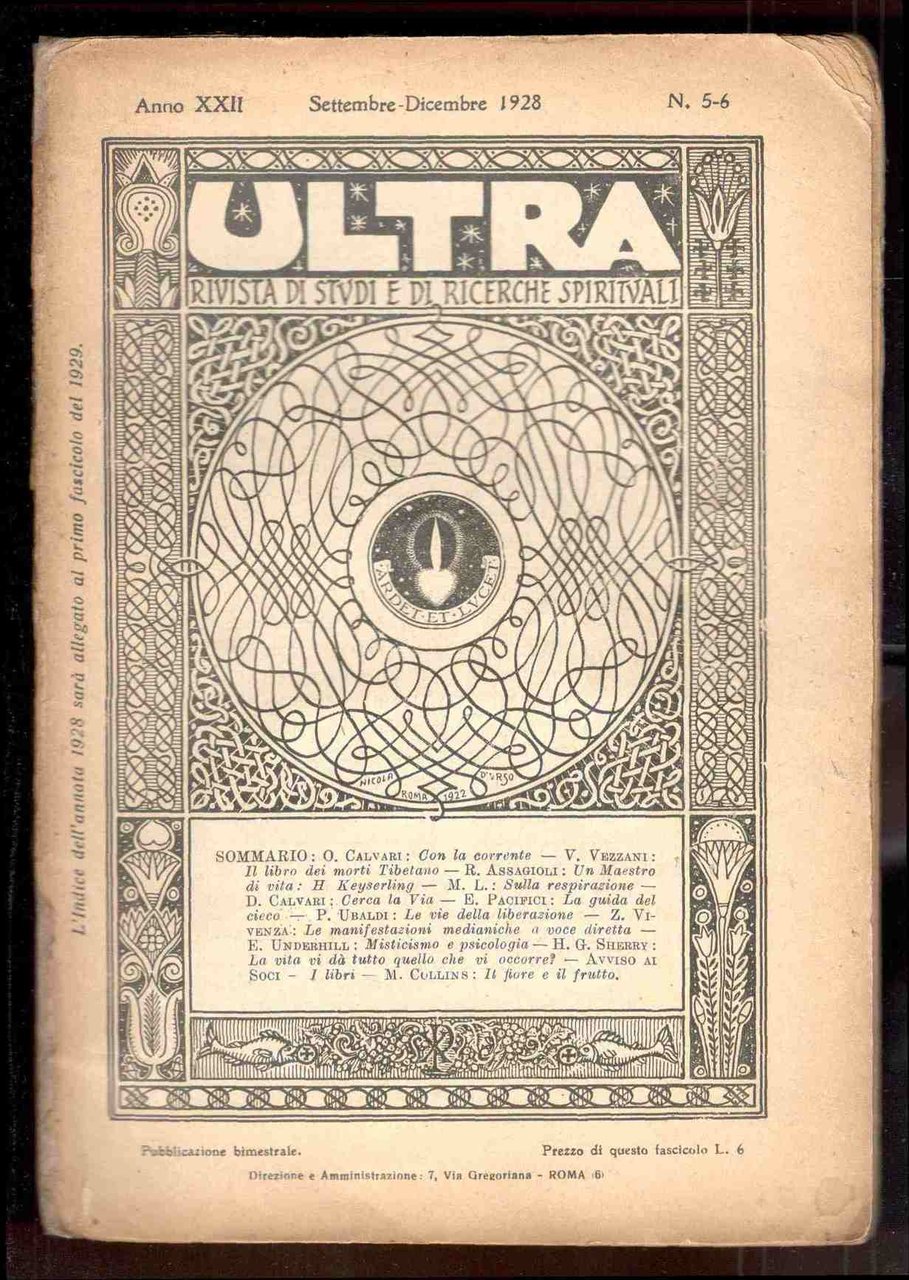 Anno XXII Settembre-Dicembre 1928 N. 5-6
ULTRA
RIVISTA DI STVDI E DI RICERCHE SPIRITVALI
ARDET·ET·LVCET
NICOLA D'VRSO
ROMA 1922
SOMMARIO: O. CALVARI: Con la corrente — V. VEZZANI:
Il libro dei morti Tibetano — R. ASSAGIOLI: Un Maestro
di vita: H Keyserling — M. L.: Sulla respirazione —
D. CALVARI: Cerca la Via — E. PACIFICI: La guida del
cieco — P. UBALDI: Le vie della liberazione — Z. VI-
VENZA: Le manifestazioni medianiche a voce diretta —
E. UNDERHILL: Misticismo e psicologia — H. G. SHERRY:
La vita vi dà tutto quello che vi occorre? — AVVISO AI
SOCI - I libri — M. COLLINS: Il fiore e il frutto.
Pubblicazione bimestrale. Prezzo di questo fascicolo L. 6
Direzione e Amministrazione: 7, Via Gregoriana - ROMA (6)
L'Indice dell'annata 1928 sarà allegato al primo fascicolo del 1929.